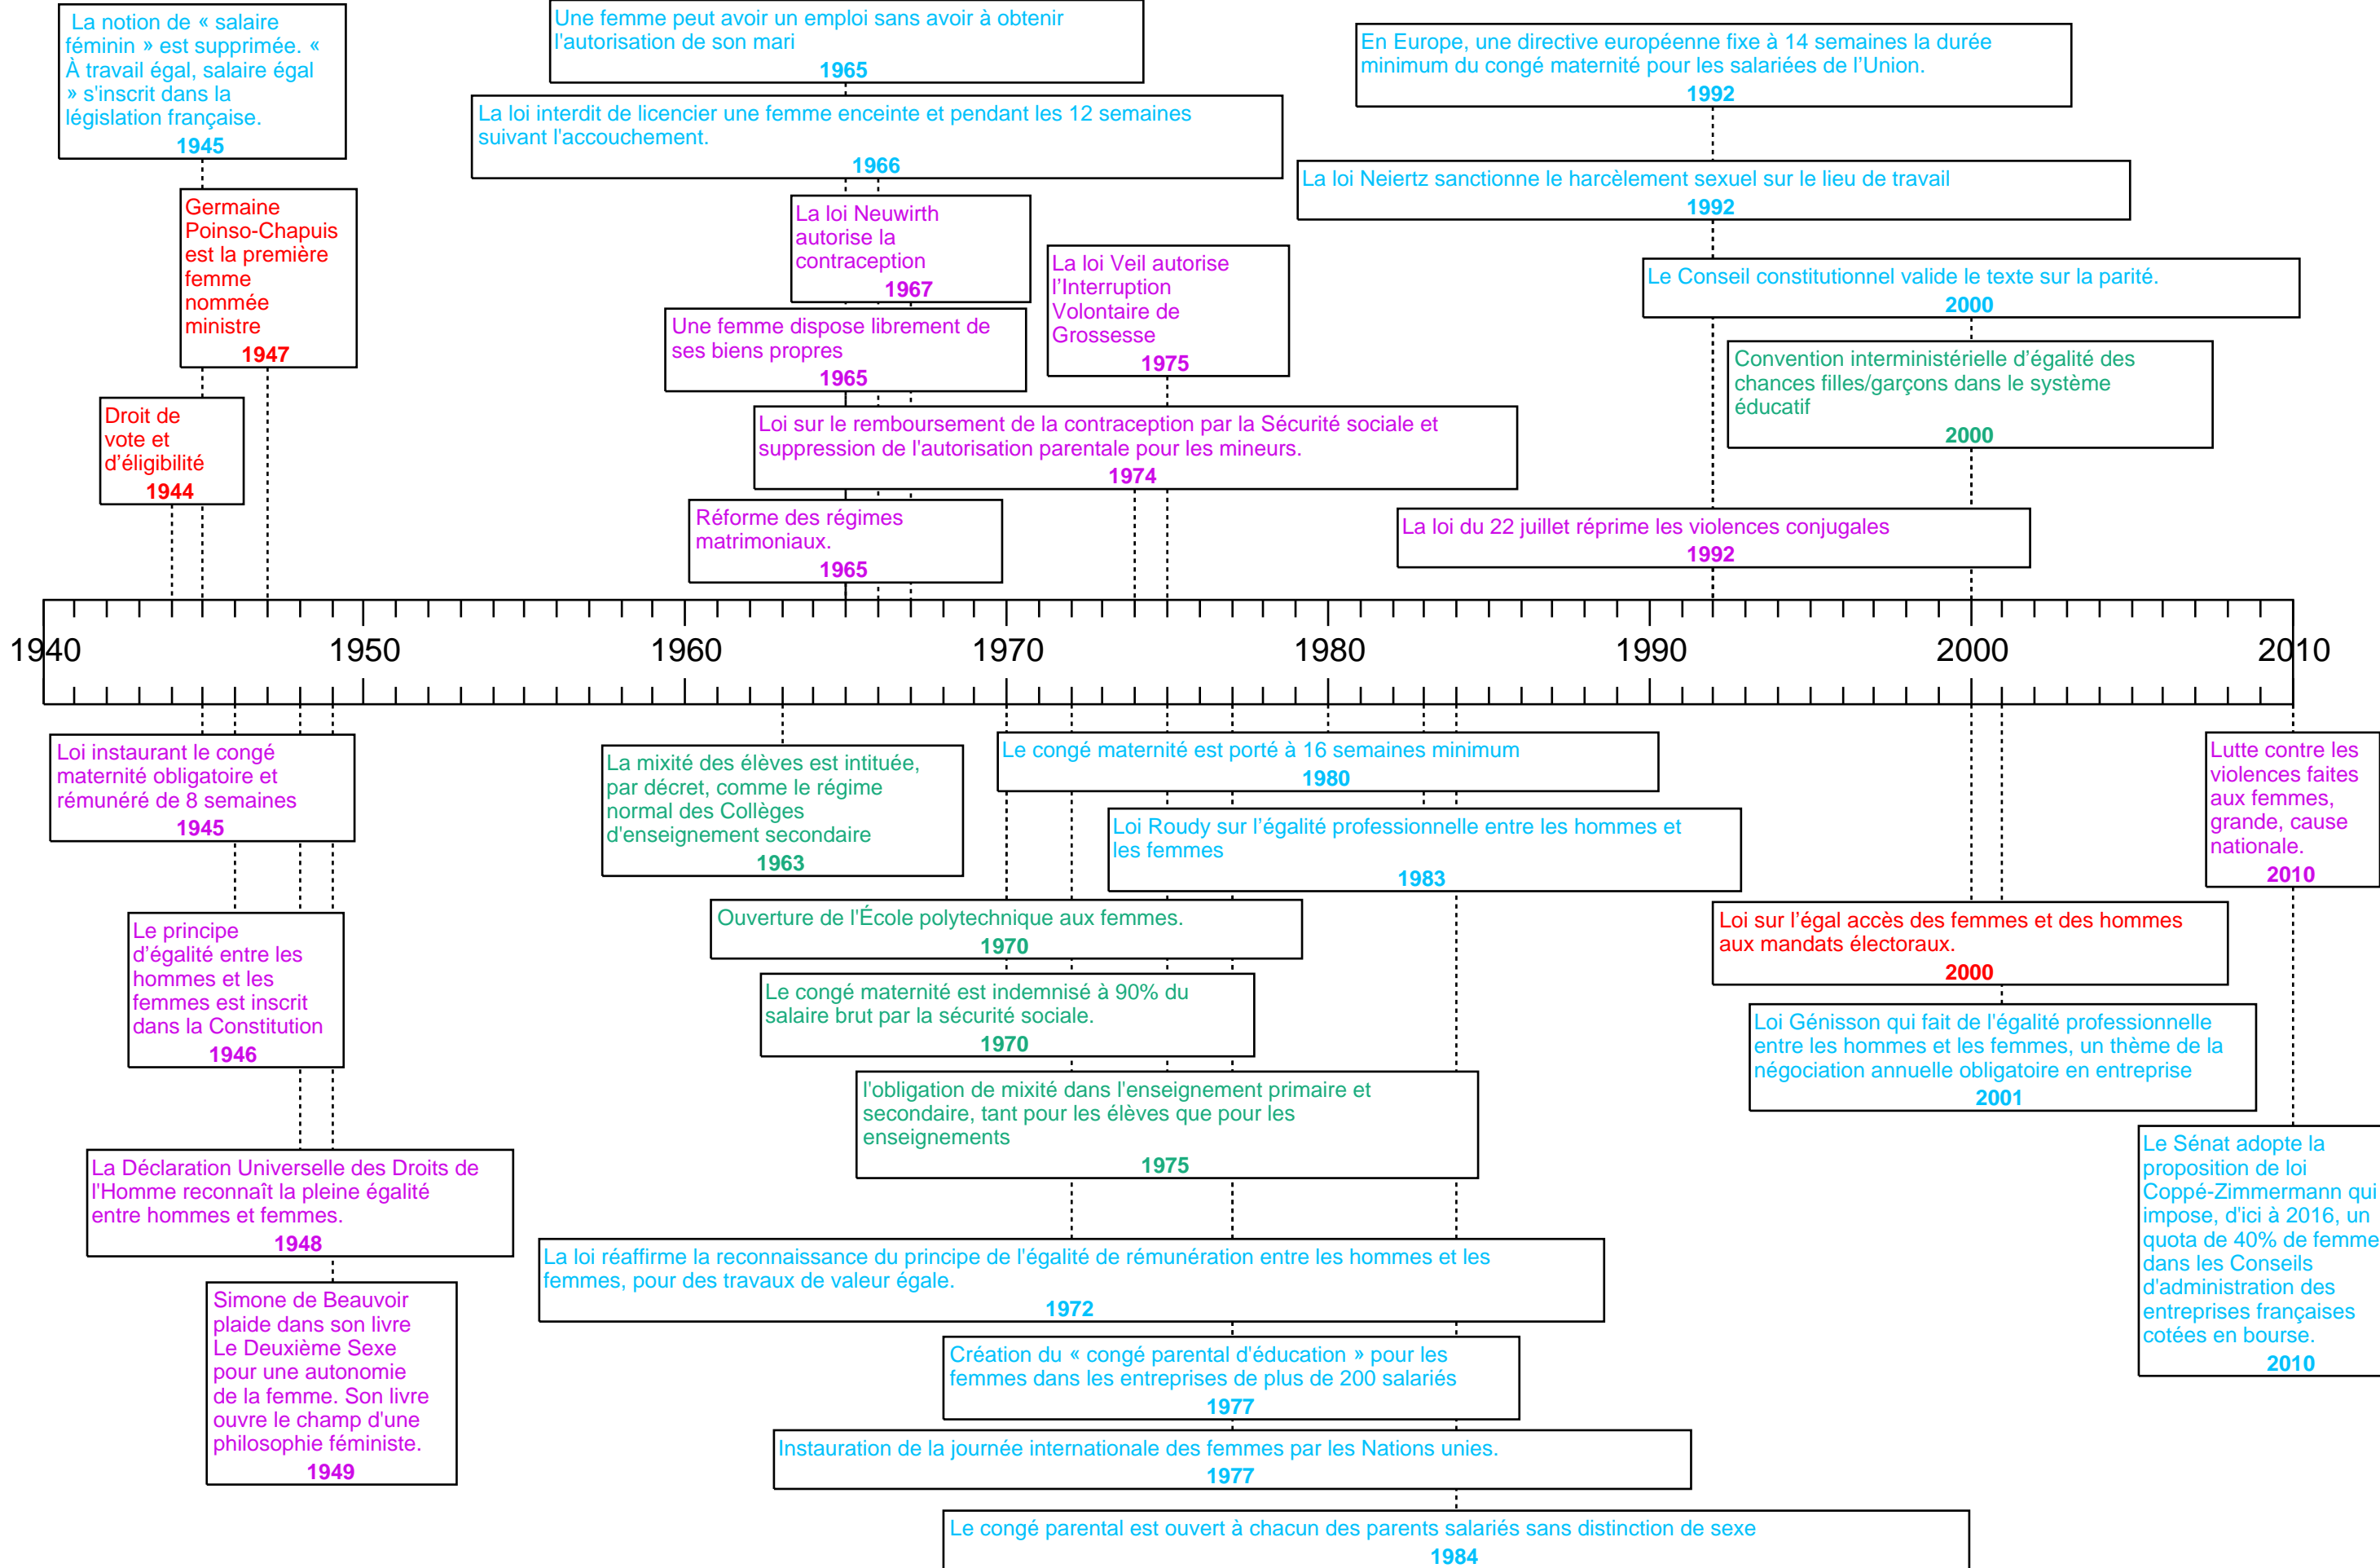 La notion de « salaire
féminin » est supprimée. «
À travail égal, salaire égal
» s'inscrit dans la
législation française.
1945
Une femme peut avoir un emploi sans avoir à obtenir
l'autorisation de son mari
1965
En Europe, une directive européenne fixe à 14 semaines la durée
minimum du congé maternité pour les salariées de l’Union.
1992
La loi interdit de licencier une femme enceinte et pendant les 12 semaines
suivant l'accouchement.
1966
La loi Neiertz sanctionne le harcèlement sexuel sur le lieu de travail
1992
Germaine
Poinso-Chapuis
est la première
femme
nommée
ministre
1947
La loi Neuwirth
autorise la
contraception
1967
La loi Veil autorise
l’Interruption
Volontaire de
Grossesse
1975
Le Conseil constitutionnel valide le texte sur la parité.
2000
Une femme dispose librement de
ses biens propres
1965
Convention interministérielle d’égalité des
chances filles/garçons dans le système
éducatif
2000
Droit de
vote et
d’éligibilité
1944
Loi sur le remboursement de la contraception par la Sécurité sociale et
suppression de l'autorisation parentale pour les mineurs.
1974
Réforme des régimes
matrimoniaux.
1965
La loi du 22 juillet réprime les violences conjugales
1992
1940 1950 1960 1970 1980 1990 2000 2010
Loi instaurant le congé
maternité obligatoire et
rémunéré de 8 semaines
1945
La mixité des élèves est intituée,
par décret, comme le régime
normal des Collèges
d'enseignement secondaire
1963
Le congé maternité est porté à 16 semaines minimum
1980
Lutte contre les
violences faites
aux femmes,
grande, cause
nationale.
2010
Loi Roudy sur l’égalité professionnelle entre les hommes et
les femmes
1983
Ouverture de l'École polytechnique aux femmes.
1970
Loi sur l’égal accès des femmes et des hommes
aux mandats électoraux.
2000
Le principe
d’égalité entre les
hommes et les
femmes est inscrit
dans la Constitution
1946
Le congé maternité est indemnisé à 90% du
salaire brut par la sécurité sociale.
1970
Loi Génisson qui fait de l'égalité professionnelle
entre les hommes et les femmes, un thème de la
négociation annuelle obligatoire en entreprise
2001
l'obligation de mixité dans l'enseignement primaire et
secondaire, tant pour les élèves que pour les
enseignements
1975
Le Sénat adopte la
proposition de loi
Coppé-Zimmermann qui
impose, d'ici à 2016, un
quota de 40% de femme
dans les Conseils
d'administration des
entreprises françaises
cotées en bourse.
2010
La Déclaration Universelle des Droits de
l'Homme reconnaît la pleine égalité
entre hommes et femmes.
1948
La loi réaffirme la reconnaissance du principe de l'égalité de rémunération entre les hommes et les
femmes, pour des travaux de valeur égale.
1972
Simone de Beauvoir
plaide dans son livre
Le Deuxième Sexe
pour une autonomie
de la femme. Son livre
ouvre le champ d'une
philosophie féministe.
1949
Création du « congé parental d'éducation » pour les
femmes dans les entreprises de plus de 200 salariés
1977
Instauration de la journée internationale des femmes par les Nations unies.
1977
Le congé parental est ouvert à chacun des parents salariés sans distinction de sexe
1984